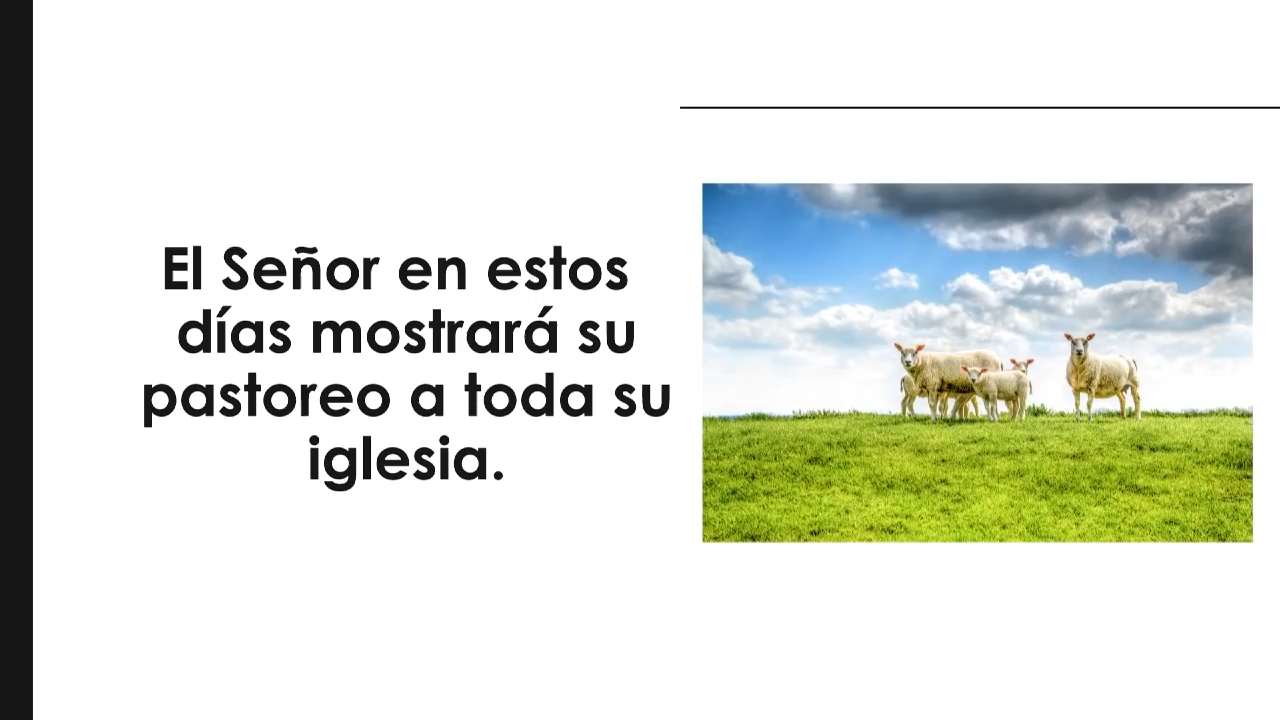 El Señor en estos
días mostrará su
pastoreo a toda su
iglesia.